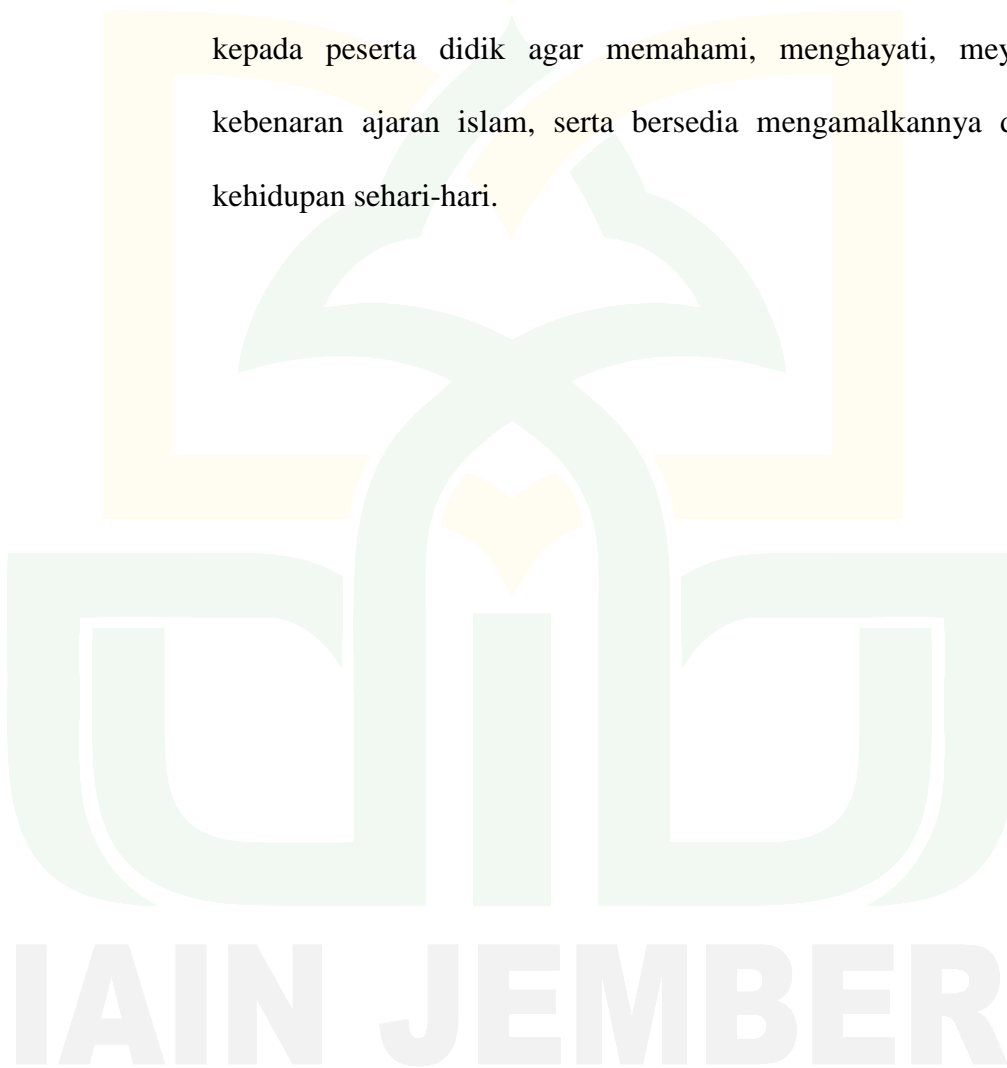 kepada peserta didik agar memahami, menghayati,
kebenaran ajaran islam, serta bersedia mengamalkannya
kehidupan sehari-hari.
IAIN JEMBER